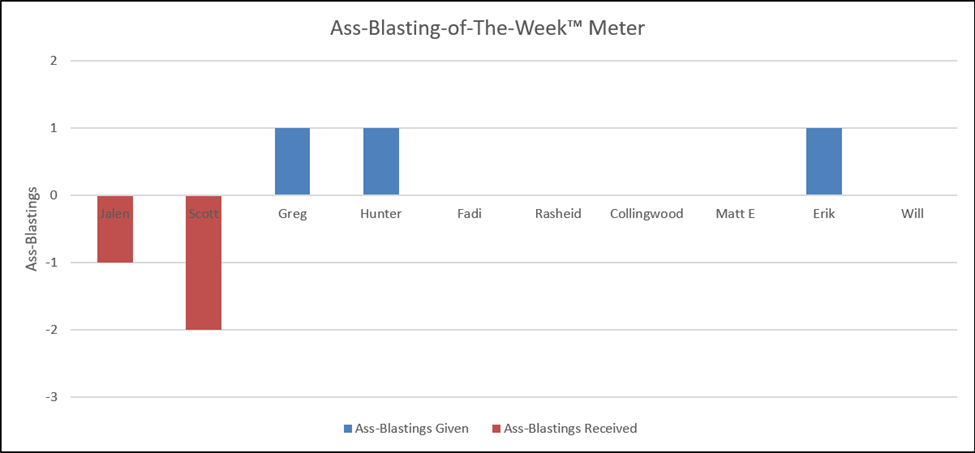 Ass-Blasting-of-The-Week™ Meter
2
1
0
-1
-2
-3
Ass-Blastings
Jalen Scott Greg Hunter Fadi Rasheid Collingwood Matt E Erik Will
Ass-Blastings Given Ass-Blastings Received